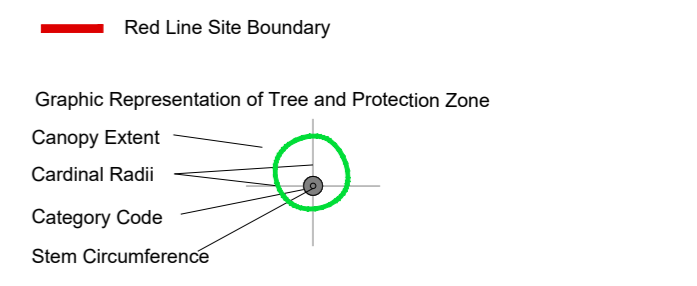 Red Line Site Boundary
Graphic Representation of Tree and Protection Zone
Canopy Extent
Cardinal Radii
Category Code
Stem Circumference